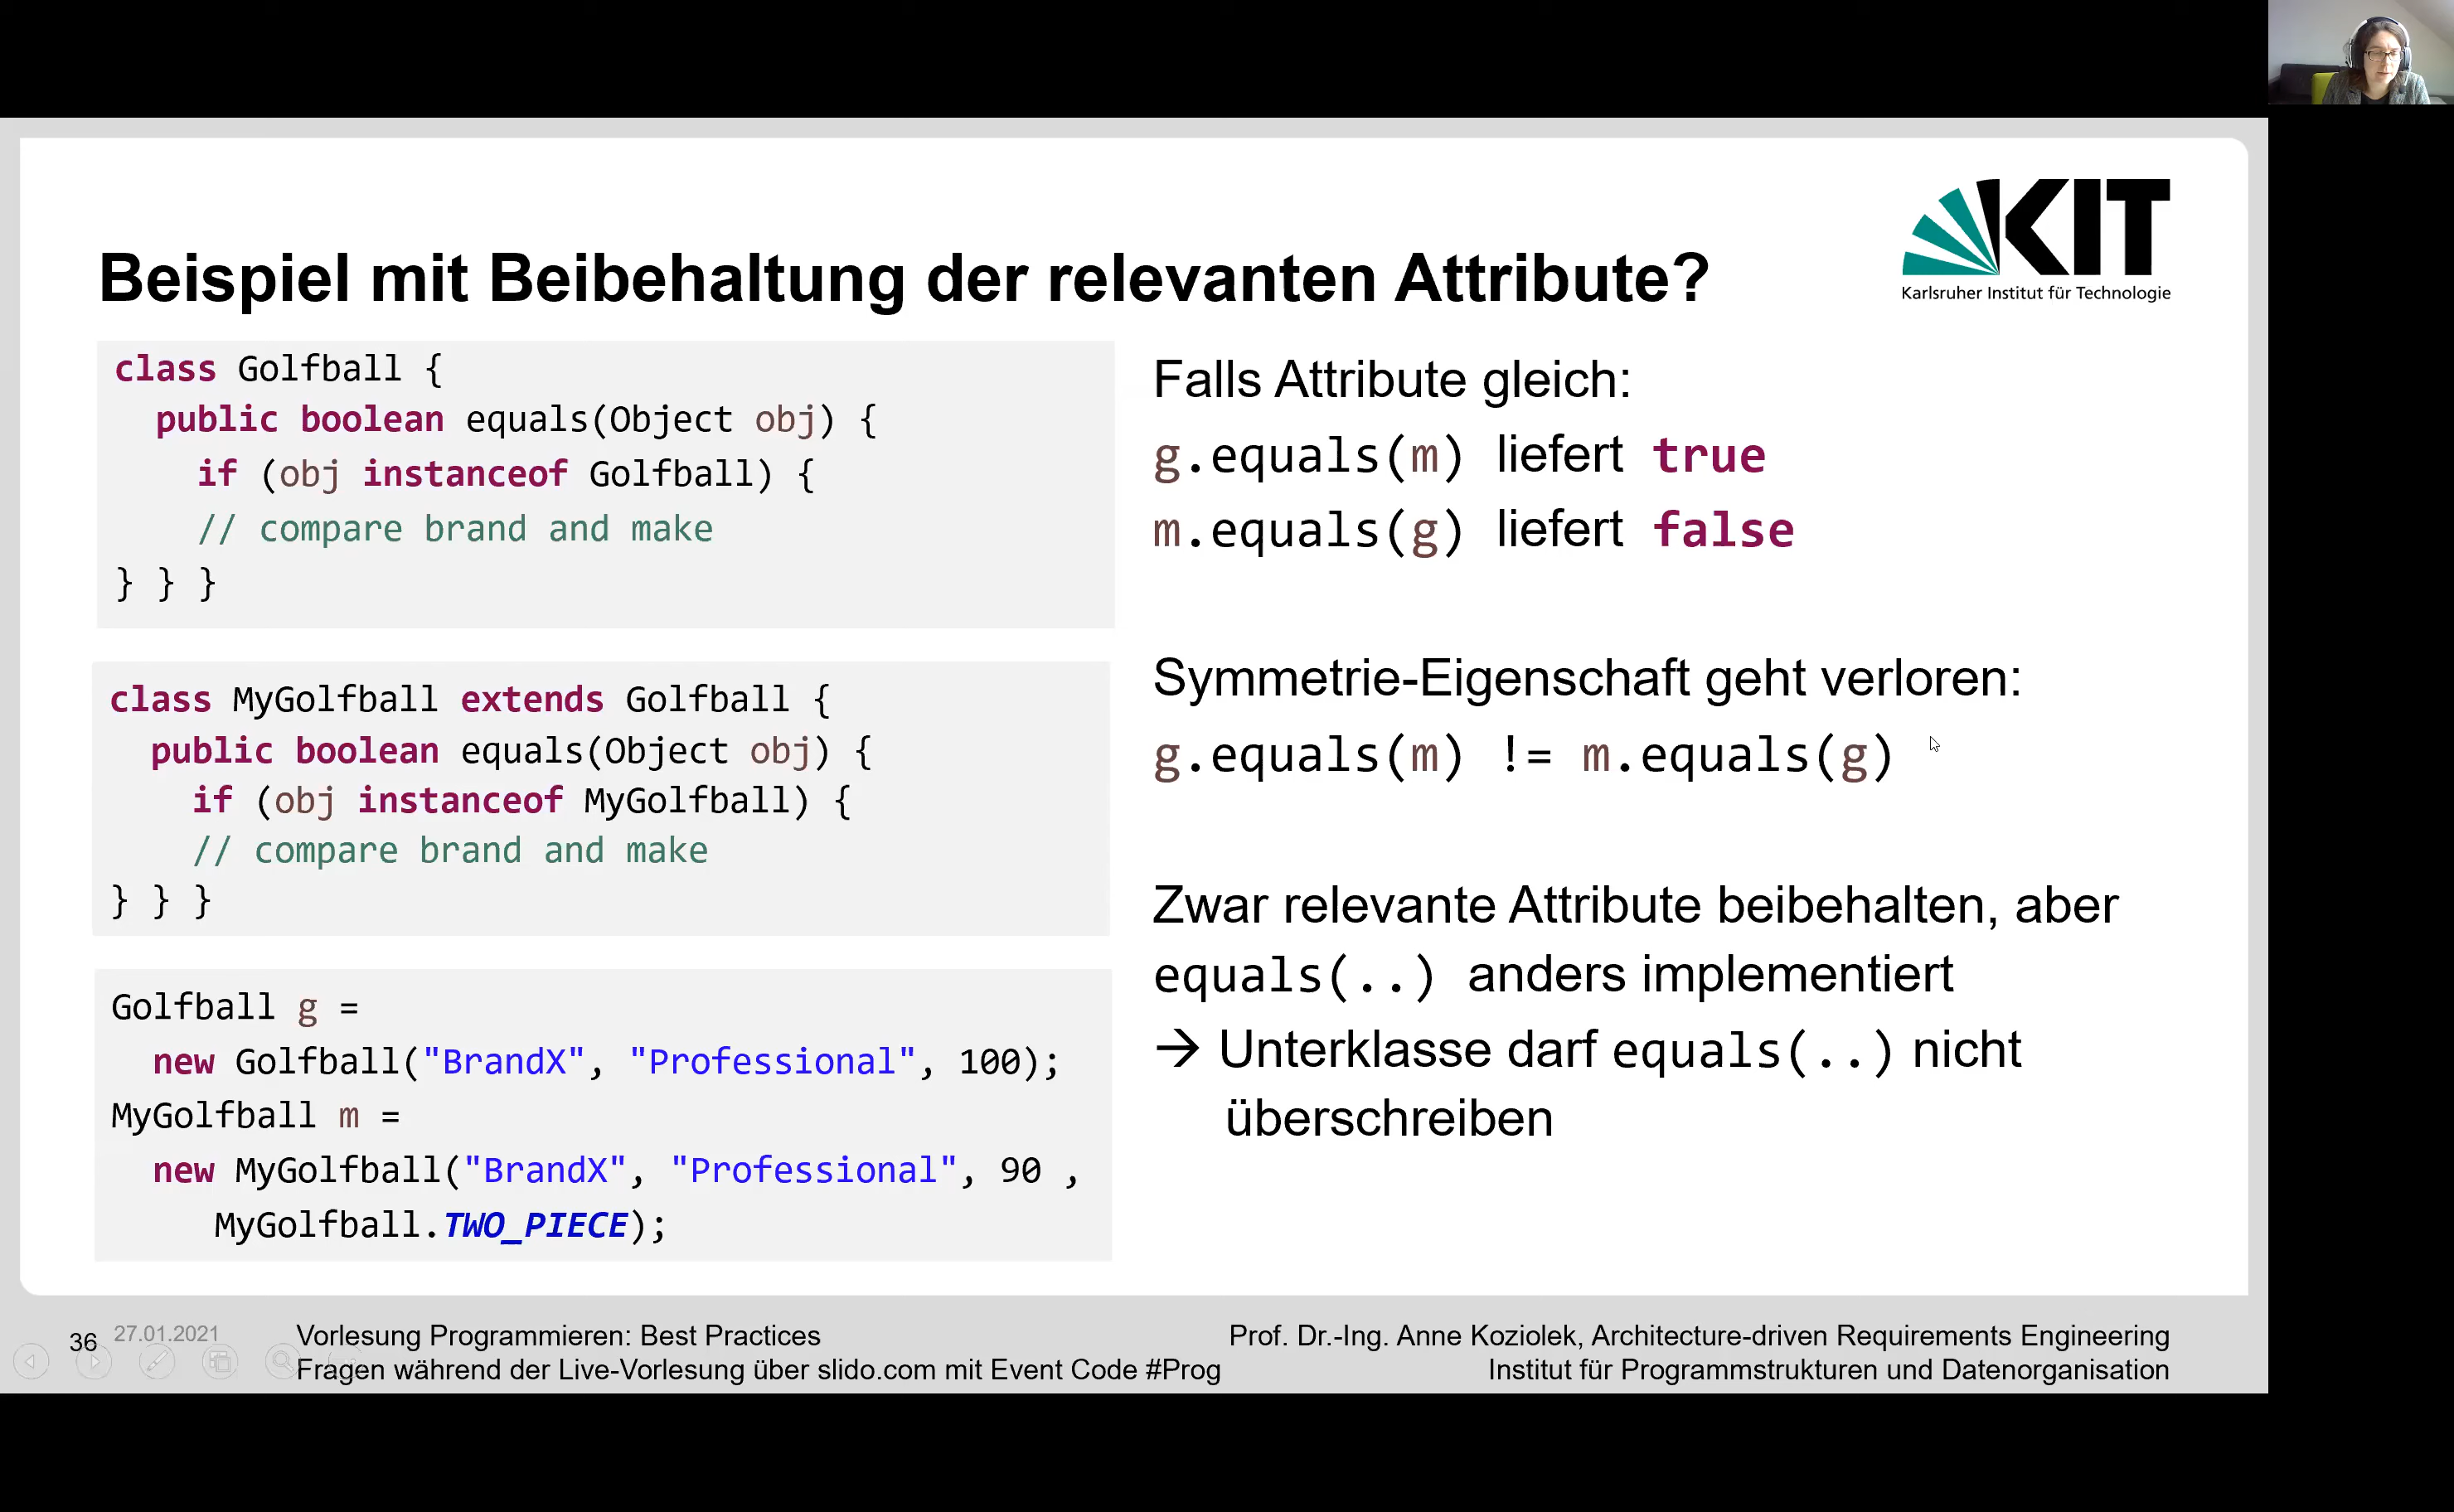 KIT
Karlsruher Institut für Technologie
Beispiel mit Beibehaltung der relevanten Attribute?
class Golfball {
public boolean equals(Object obj) {
if (obj instanceof Golfball) {
// compare brand and make
} } }
class MyGolfball extends Golfball {
public boolean equals(Object obj) {
if (obj instanceof MyGolfball) {
// compare brand and make
} } }
Golfball g =
new Golfball("BrandX", "Professional", 100);
MyGolfball m =
new MyGolfball("BrandX", "Professional", 90 ,
MyGolfball.TWO_PIECE);
Falls Attribute gleich:
g.equals(m) liefert true
m.equals(g) liefert false
Symmetrie-Eigenschaft geht verloren:
g.equals(m) != m.equals(g)
Zwar relevante Attribute beibehalten, aber
equals(..) anders implementiert
→ Unterklasse darf equals(..) nicht
überschreiben
36 27.01.2021
Vorlesung Programmieren: Best Practices
Fragen während der Live-Vorlesung über slido.com mit Event Code #Prog
Prof. Dr.-Ing. Anne Koziolek, Architecture-driven Requirements Engineering
Institut für Programmstrukturen und Datenorganisation